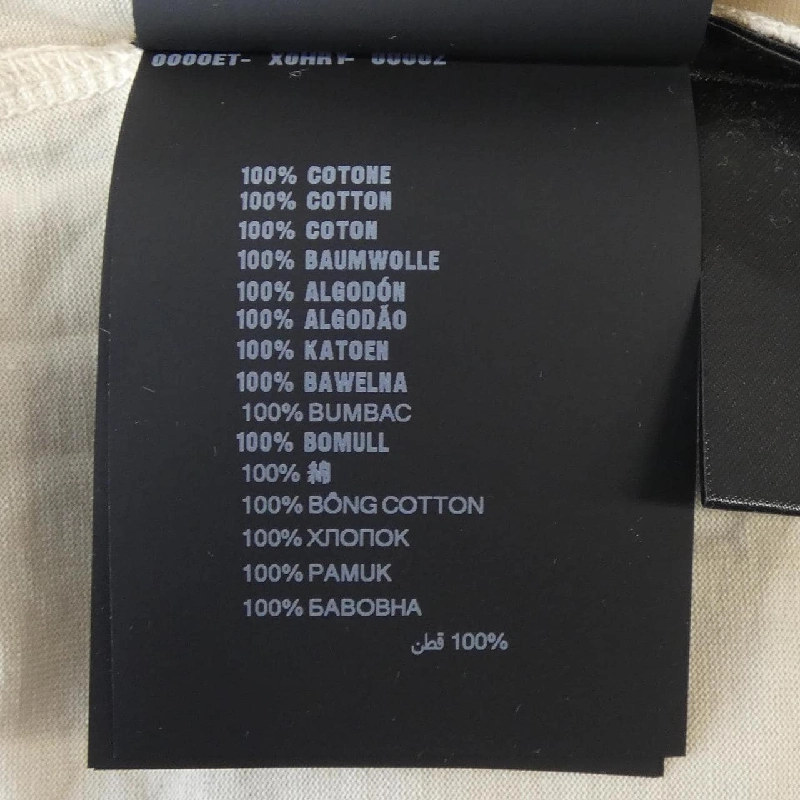 100% COTONE
100% COTTON
100% COTON
100% BAUMWOLLE
100% ALGODÓN
100% ALGODÃO
100% KATOEN
100% BAWELNA
100% BUMBAC
100% BOMULL
100% 綿
100% BÔNG COTTON
100% ХЛОПОК
100% PAMUK
100% БАВОВНА
100% قطن